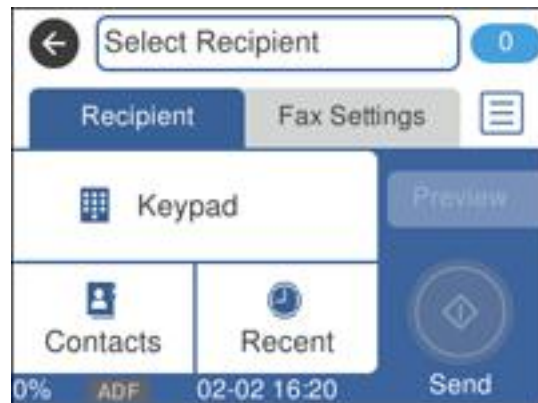 Select Recipient
0
Recipient
Fax Settings
Keypad
Preview
Contacts
Recent
0%
ADF
02-02 16:20
Send